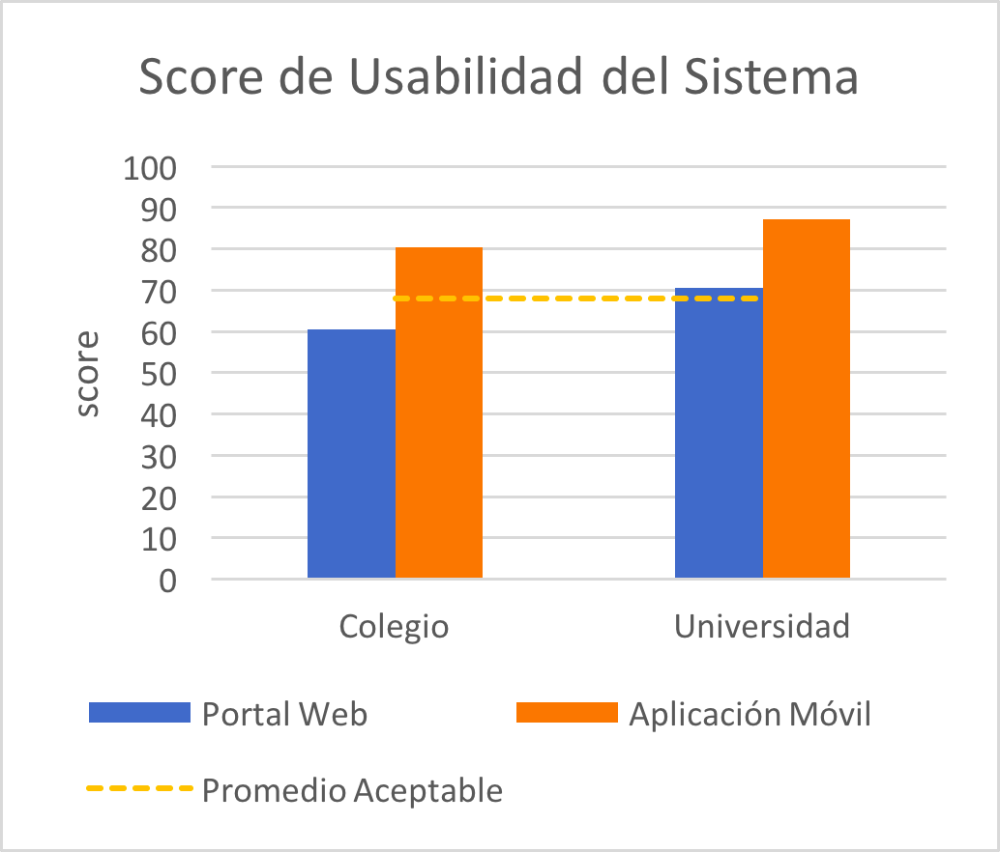 Score de Usabilidad del Sistema
100
90
80
70
60
50
40
30
20
10
0
score
Colegio
Universidad
Portal Web
Aplicación Móvil
Promedio Aceptable